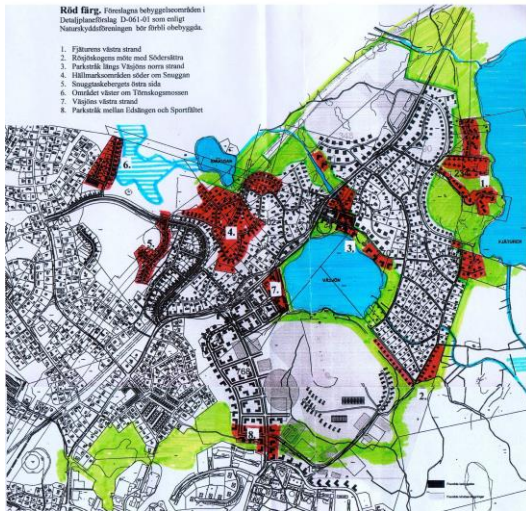 Röd färg. Föreslagna bebyggelseområden i
Detaljplaneförslag D-061-01 som enligt
Naturskyddsföreningen bör förbli obebyggda.
1. Fjäturens västra strand
2. Rösjöskogens möte med Södersättra
3. Parkstråk längs Väsjöns norra strand
4. Hällmarksområden söder om Snuggan
5. Snuggtaskebergets östra sida
6. Området väster om Törnskogsmossen
7. Väsjöns västra strand
8. Parkstråk mellan Edsängen och Sportfältet
6.
SNUGGAN
1.
4.
5.
3.
FJÄTUREN
7.
VÄSJÖN
2.
8.